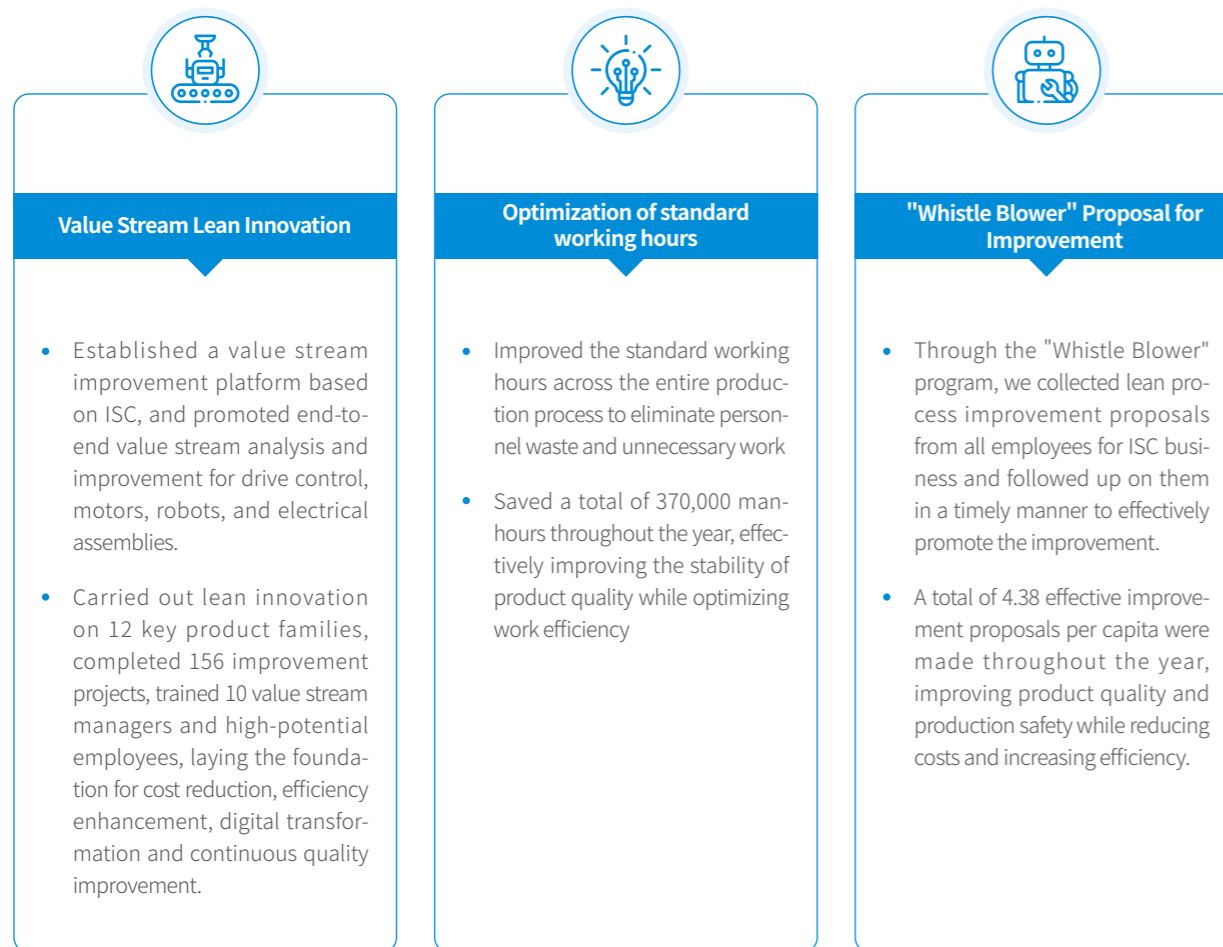 Value Stream Lean Innovation
Established a value stream
improvement platform based
on ISC, and promoted end-to-
end value stream analysis and
improvement for drive control,
motors, robots, and electrical
assemblies.
Carried out lean innovation
on 12 key product families,
completed 156 improvement
projects, trained 10 value stream
managers and high-potential
employees, laying the founda-
tion for cost reduction, efficiency
enhancement, digital transfor-
mation and continuous quality
improvement.
Optimization of standard
working hours
Improved the standard working
hours across the entire produc-
tion process to eliminate person-
nel waste and unnecessary work
Saved a total of 370,000 man-
hours throughout the year, effec-
tively improving the stability of
product quality while optimizing
work efficiency
"Whistle Blower" Proposal for
Improvement
Through the "Whistle Blower"
program, we collected lean pro-
cess improvement proposals
from all employees for ISC busi-
ness and followed up on them
in a timely manner to effectively
promote the improvement.
A total of 4.38 effective improve-
ment proposals per capita were
made throughout the year,
improving product quality and
production safety while reducing
costs and increasing efficiency.